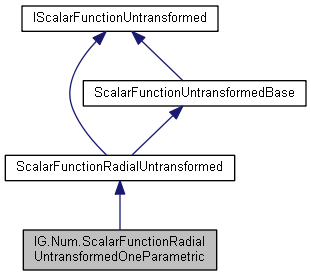 IScalarFunctionUntransformed
ScalarFunctionUntransformedBase
ScalarFunctionRadialUntransformed
IG.Num.ScalarFunctionRadial
UntransformedOneParametric